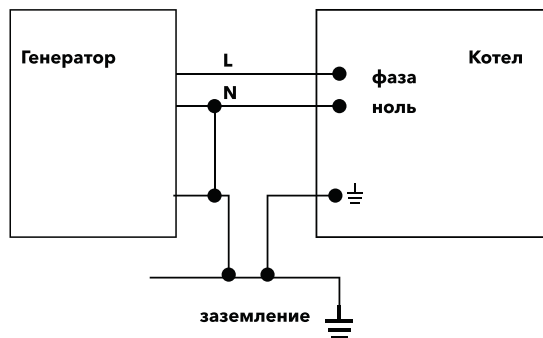 Генератор
Котел
L
фаза
N
ноль
заземление